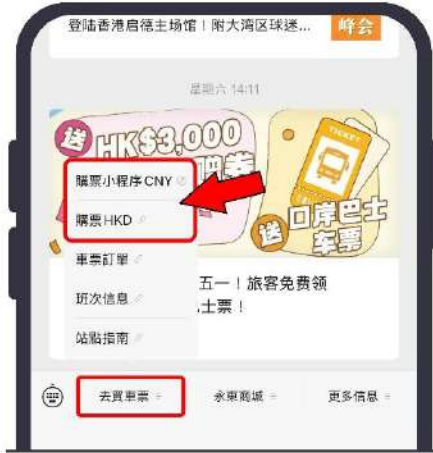 登陆香港启德主场馆！附大湾区球迷...
峰会
星期六 14:11
送 HK$3,000
券
TICKET
購票小程序CNY
購票HKD
送 口岸巴士
车票
車票訂單
班次信息
五一！旅客免费领
士票！
站點指南
去買車票
永東商城
更多信息